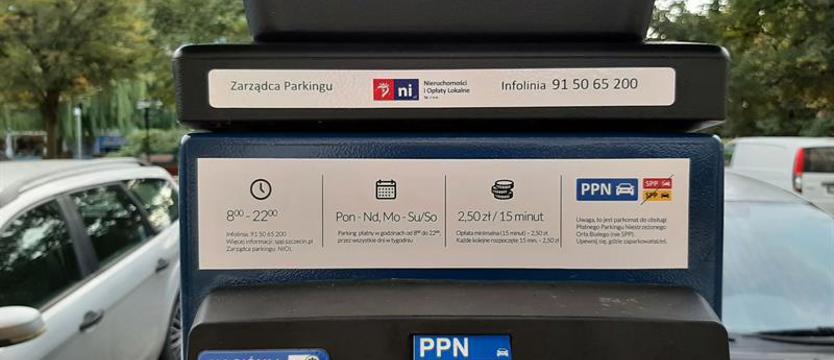 Zarządca Parkingu
ni
Nieruchomości
i Opłaty Lokalne
Infolinia 91 50 65 200
8⁰⁰ - 22⁰⁰
Infolinia 91 50 65 200
Więcej informacji: spp.szczecin.pl
Zarządca parkingu NiOL
Pon - Nd, Mo - Su/So
Parking płatny w godzinach od 8⁰⁰ do 22⁰⁰,
przez wszystkie dni w tygodniu
2,50 zł / 15 minut
Opłata minimalna (15 minut) – 2,50 zł
Każde kolejne rozpoczęte 15 min. – 2,50 zł
PPN
SPP
SPP
Uwaga, to jest parkomat do obsługi
Płatnego Parkingu Niestrzeżonego
Orła Białego (nie SPP).
Upewnij się, gdzie zaparkowałaś/eś.
PPN